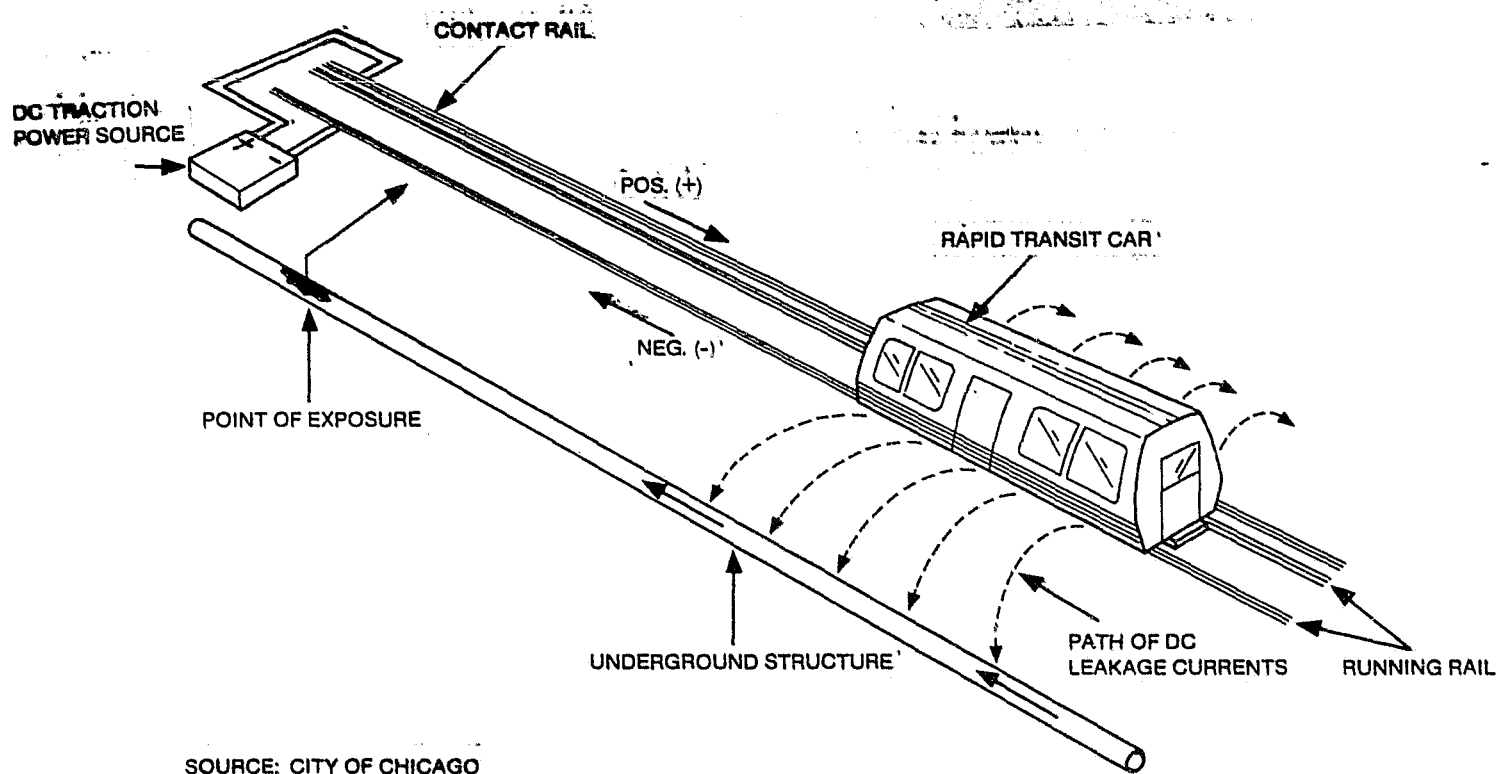 CONTACT RAIL
DC TRACTION
POWER SOURCE
+ -
POS. (+)
RAPID TRANSIT CAR
NEG. (-)
POINT OF EXPOSURE
UNDERGROUND STRUCTURE
PATH OF DC
LEAKAGE CURRENTS
RUNNING RAIL
SOURCE: CITY OF CHICAGO